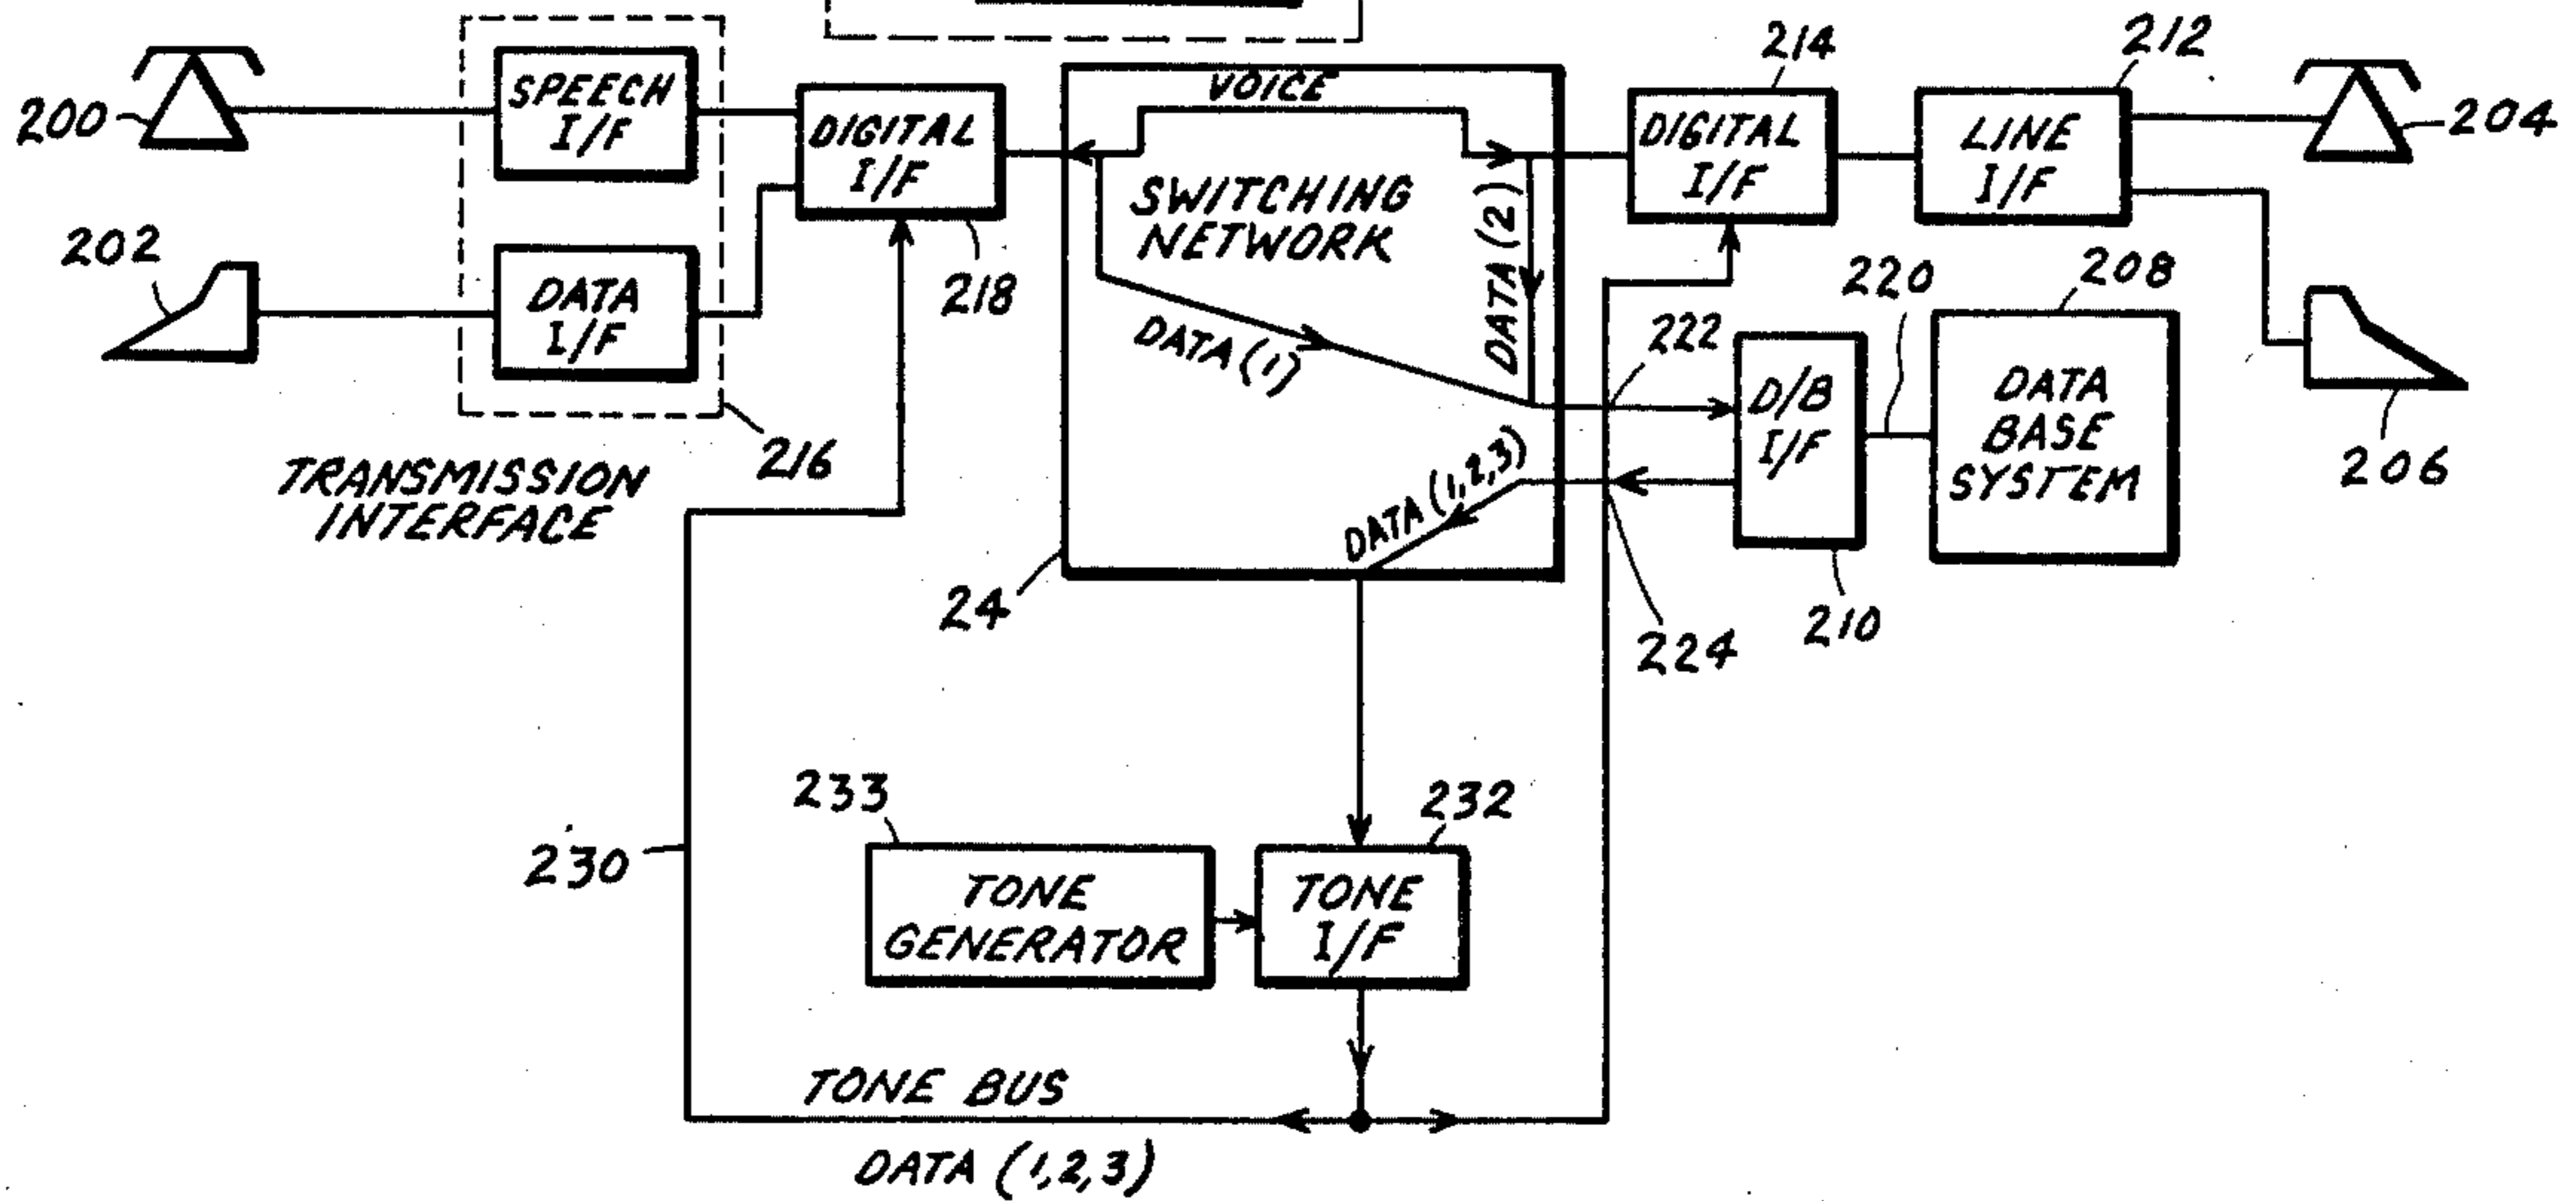 214
212
200
SPEECH
I/F
DIGITAL
I/F
VOICE
SWITCHING
NETWORK
DIGITAL
I/F
LINE
I/F
204
202
DATA
I/F
218
DATA (1)
DATA (2)
222
220
208
D/B
I/F
DATA
BASE
SYSTEM
206
216
TRANSMISSION
INTERFACE
DATA (1,2,3)
24
224
210
233
232
230
TONE
GENERATOR
TONE
I/F
TONE BUS
DATA (1,2,3)